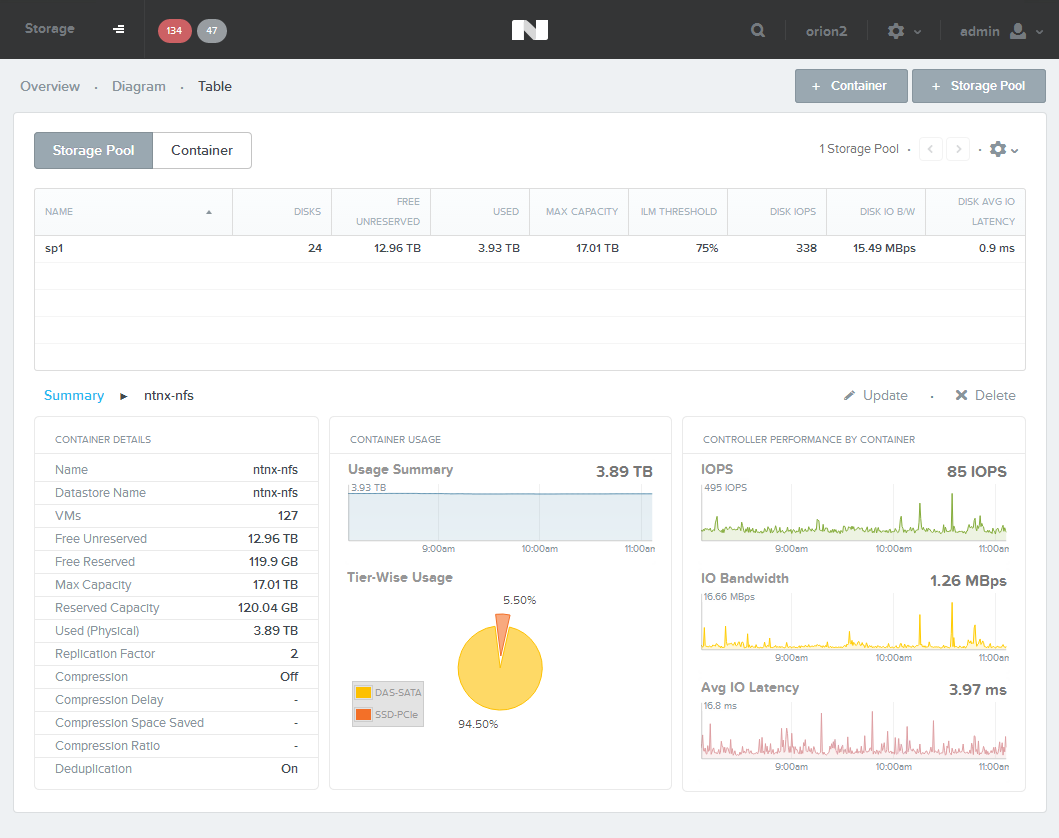 Storage 134 47 orion2 admin
Overview · Diagram · Table + Container + Storage Pool
Storage Pool Container 1 Storage Pool ·
NAME DISKS FREE UNRESERVED USED MAX CAPACITY ILM THRESHOLD DISK IOPS DISK IO B/W DISK AVG IO LATENCY
sp1 24 12.96 TB 3.93 TB 17.01 TB 75% 338 15.49 MBps 0.9 ms
Summary ▶ ntnx-nfs Update · Delete
CONTAINER DETAILS
Name ntnx-nfs
Datastore Name ntnx-nfs
VMs 127
Free Unreserved 12.96 TB
Free Reserved 119.9 GB
Max Capacity 17.01 TB
Reserved Capacity 120.04 GB
Used (Physical) 3.89 TB
Replication Factor 2
Compression Off
Compression Delay -
Compression Space Saved -
Compression Ratio -
Deduplication On
CONTAINER USAGE
Usage Summary 3.89 TB
3.93 TB
9:00am 10:00am 11:00am
Tier-Wise Usage
5.50%
DAS-SATA
SSD-PCIe
94.50%
CONTROLLER PERFORMANCE BY CONTAINER
IOPS 85 IOPS
495 IOPS
9:00am 10:00am 11:00am
IO Bandwidth 1.26 MBps
16.66 MBps
9:00am 10:00am 11:00am
Avg IO Latency 3.97 ms
16.8 ms
9:00am 10:00am 11:00am